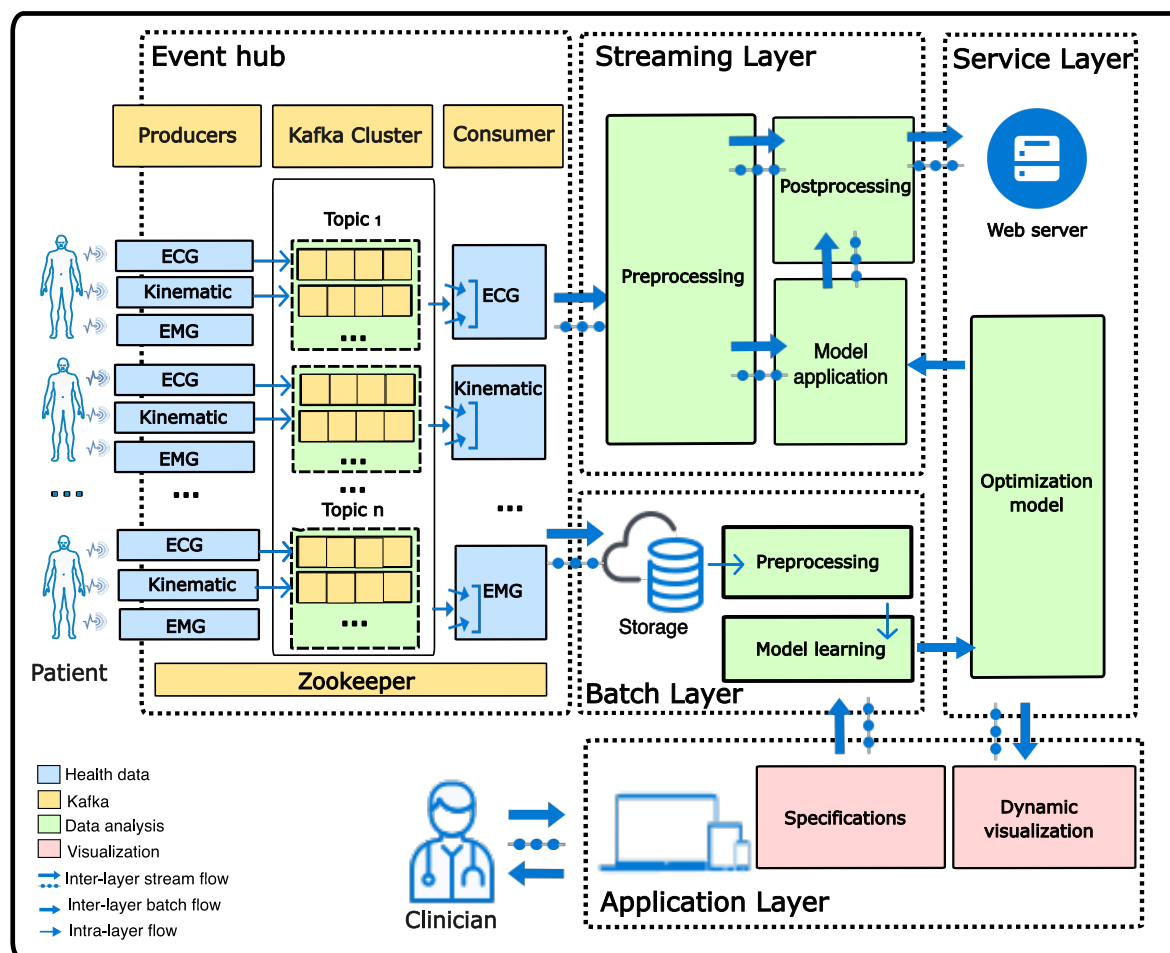 Event hub
Streaming Layer
Service Layer
Producers
Kafka Cluster
Consumer
Postprocessing
Web server
Topic 1
ECG
Kinematic
EMG
...
ECG
Preprocessing
Model
application
ECG
Kinematic
EMG
...
Kinematic
Optimization
model
...
...
...
Topic n
...
ECG
Kinematic
EMG
...
EMG
Storage
Preprocessing
Model learning
Patient
Zookeeper
Batch Layer
Health data
Kafka
Data analysis
Visualization
Inter-layer stream flow
Inter-layer batch flow
Intra-layer flow
Clinician
Specifications
Dynamic
visualization
Application Layer